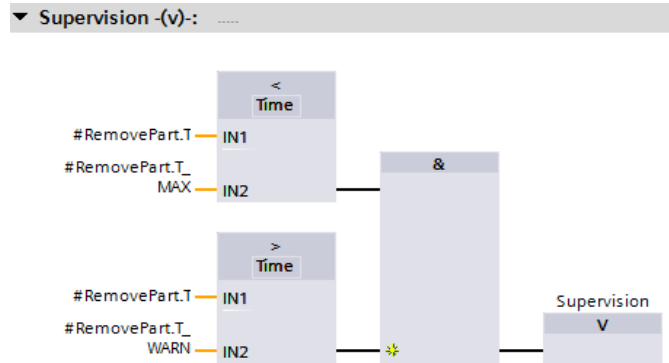 Supervision -(v)-: .....
<
Time
#RemovePart.T
IN1
#RemovePart.T_
MAX
IN2
&
>
Time
#RemovePart.T
IN1
#RemovePart.T_
WARN
IN2
Supervision
V